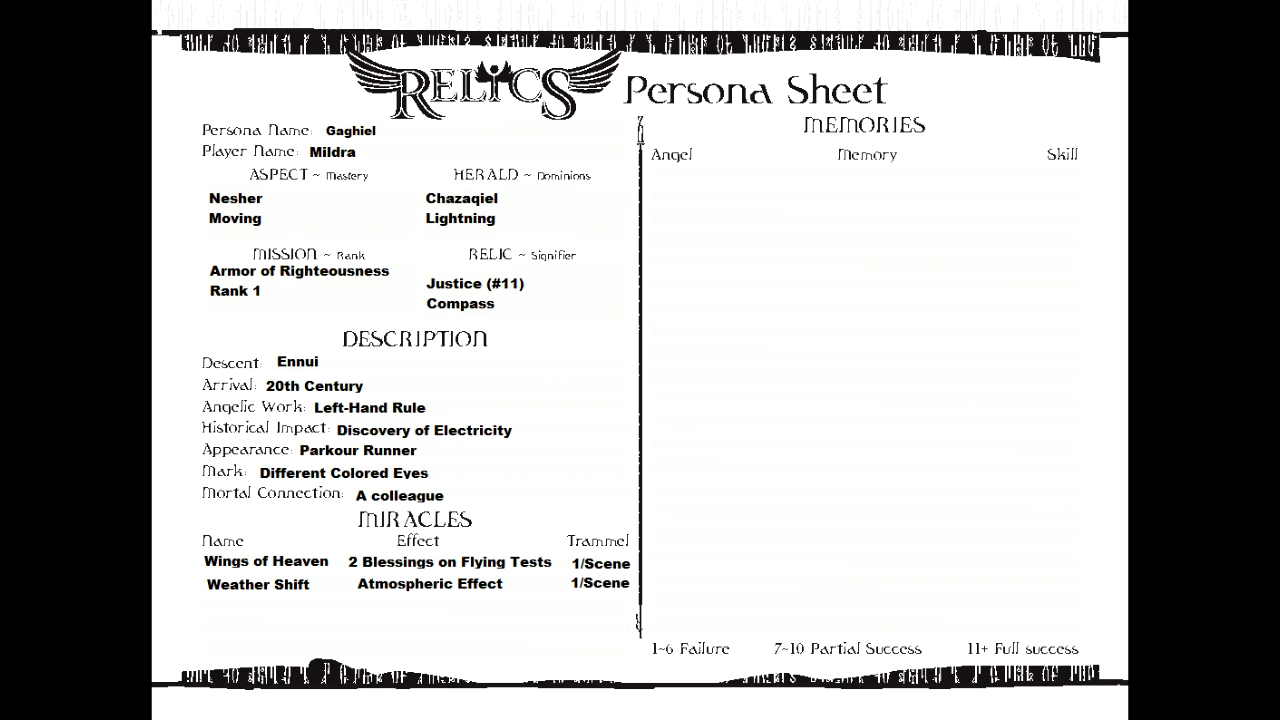 RELICS Persona Sheet
Persona Name: Gaghiel
Player Name: Mildra
ASPECT ~ Mastery HERALD ~ Dominions
Nesher Chazaqiel
Moving Lightning
MISSION ~ Rank RELIC ~ Signifier
Armor of Righteousness Justice (#11)
Rank 1 Compass
DESCRIPTION
Descent: Ennui
Arrival: 20th Century
Angelic Work: Left-Hand Rule
Historical Impact: Discovery of Electricity
Appearance: Parkour Runner
Mark: Different Colored Eyes
Mortal Connection: A colleague
MIRACLES
Name Effect Trammel
Wings of Heaven 2 Blessings on Flying Tests 1/Scene
Weather Shift Atmospheric Effect 1/Scene
MEMORIES
Angel Memory Skill
1~6 Failure 7~10 Partial Success 11+ Full success